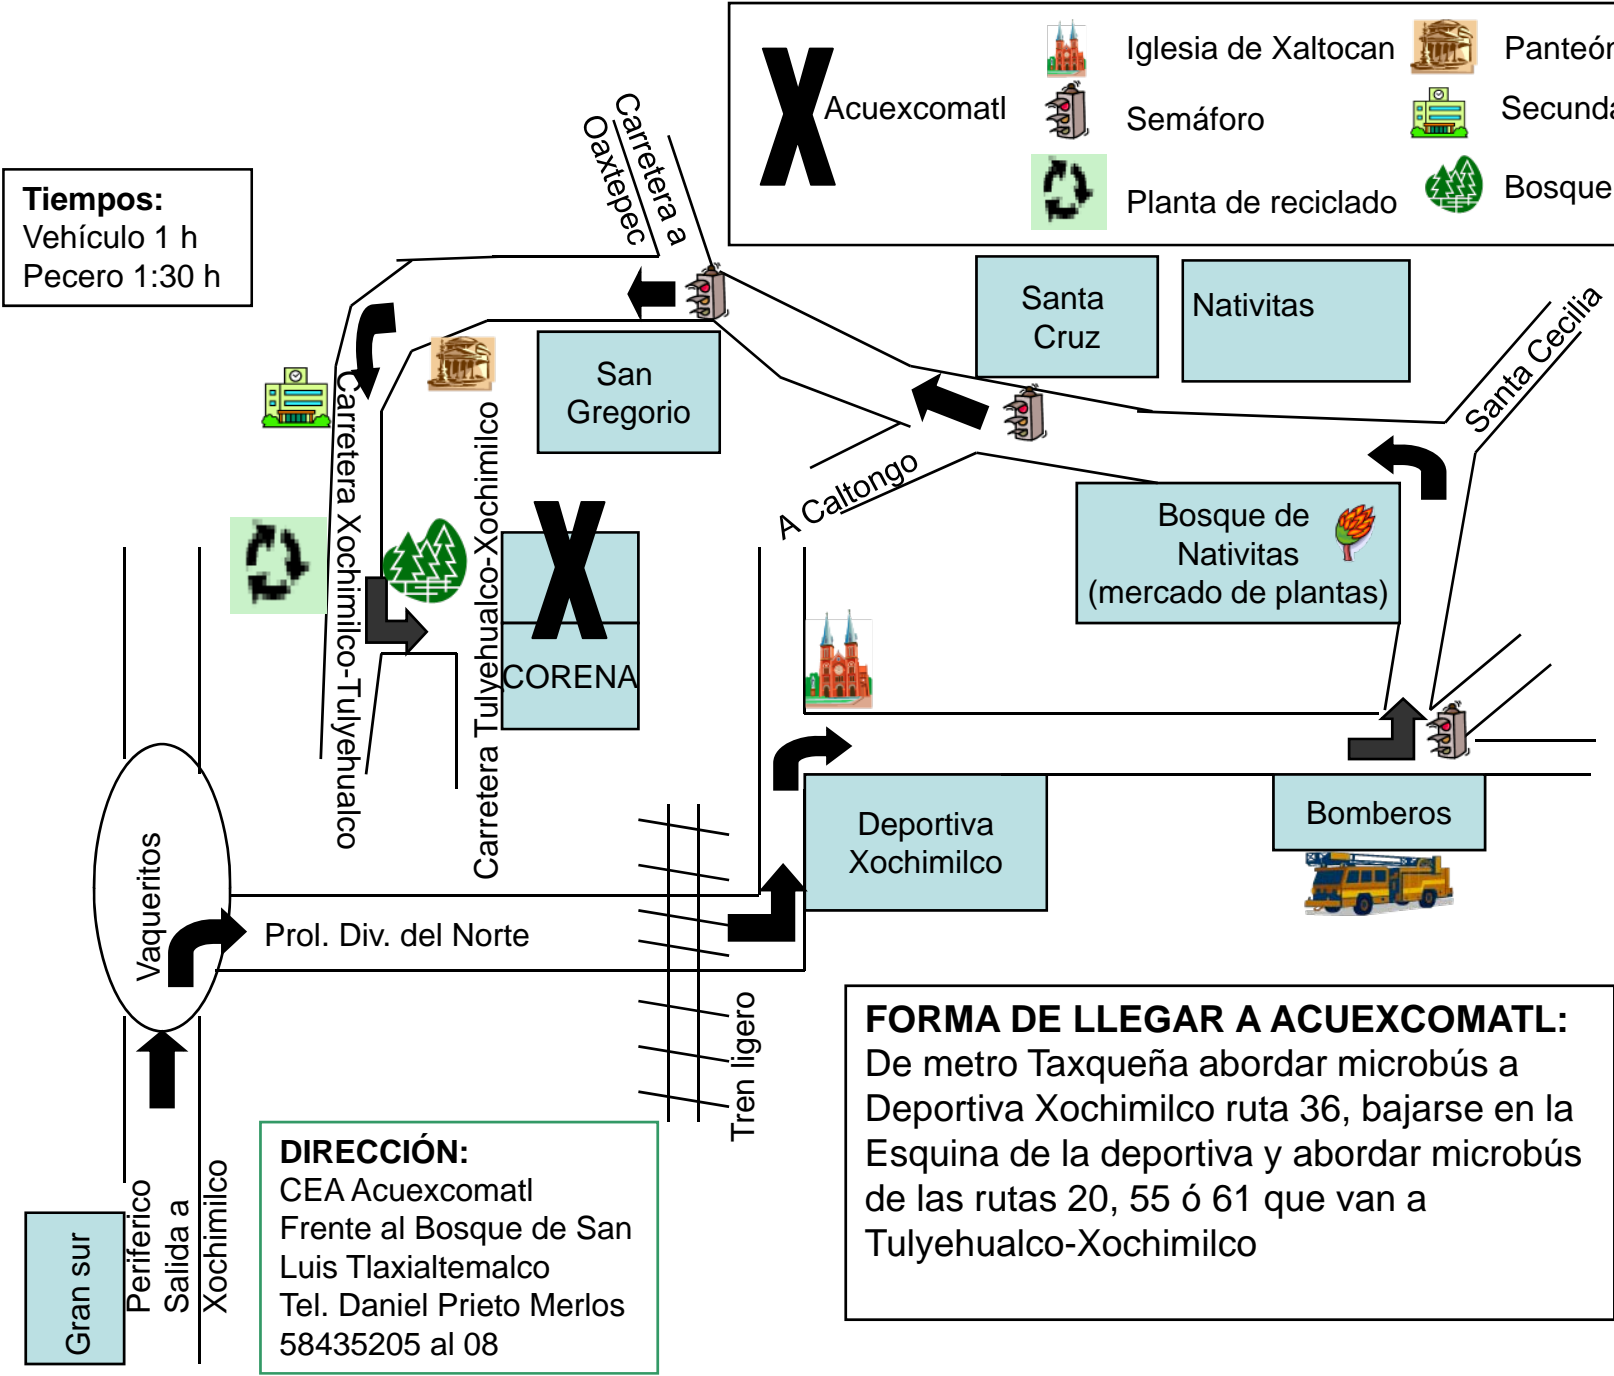 Acuexcomatl
Iglesia de Xaltocan
Semáforo
Planta de reciclado
Panteón
Secunda
Bosque
Tiempos:
Vehículo 1 h
Pecero 1:30 h
Carretera a
Oaxtepec
Santa
Cruz
Nativitas
Santa Cecilia
San
Gregorio
A Caltongo
Bosque de
Nativitas
(mercado de plantas)
Carretera Xochimilco-Tulyehualco
Carretera Tulyehualco-Xochimilco
X
CORENA
Deportiva
Xochimilco
Bomberos
Vaqueritos
Prol. Div. del Norte
Tren ligero
Gran sur
Periferico
Salida a
Xochimilco
DIRECCIÓN:
CEA Acuexcomatl
Frente al Bosque de San
Luis Tlaxialtemalco
Tel. Daniel Prieto Merlos
58435205 al 08
FORMA DE LLEGAR A ACUEXCOMATL:
De metro Taxqueña abordar microbús a
Deportiva Xochimilco ruta 36, bajarse en la
Esquina de la deportiva y abordar microbús
de las rutas 20, 55 ó 61 que van a
Tulyehualco-Xochimilco